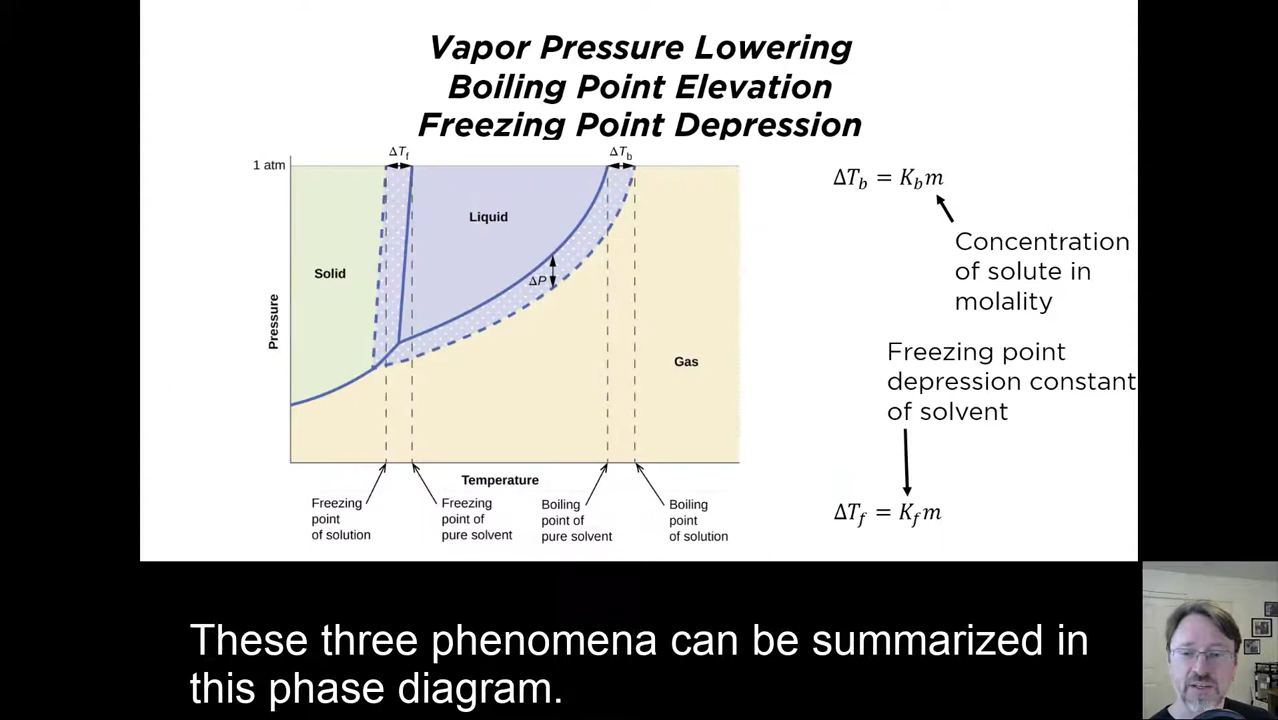 Vapor Pressure Lowering
Boiling Point Elevation
Freezing Point Depression
ΔTf
ΔTb
1 atm
Liquid
Solid
ΔP
Pressure
Gas
Temperature
Freezing
point
of solution
Freezing
point of
pure solvent
Boiling
point of
pure solvent
Boiling
point
of solution
ΔTb = Kbm
Concentration
of solute in
molality
Freezing point
depression constant
of solvent
ΔTf = Kfm
These three phenomena can be summarized in
this phase diagram.